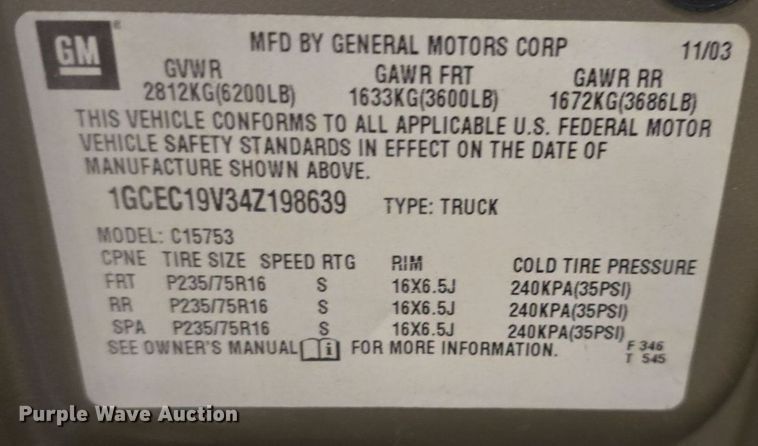 GM ®
MFD BY GENERAL MOTORS CORP 11/03
GVWR GAWR FRT GAWR RR
2812KG(6200LB) 1633KG(3600LB) 1672KG(3686LB)
THIS VEHICLE CONFORMS TO ALL APPLICABLE U.S. FEDERAL MOTOR
VEHICLE SAFETY STANDARDS IN EFFECT ON THE DATE OF
MANUFACTURE SHOWN ABOVE.
1GCEC19V34Z198639 TYPE: TRUCK
MODEL: C15753
CPNE TIRE SIZE SPEED RTG RIM COLD TIRE PRESSURE
FRT P235/75R16 S 16X6.5J 240KPA(35PSI)
RR P235/75R16 S 16X6.5J 240KPA(35PSI)
SPA P235/75R16 S 16X6.5J 240KPA(35PSI)
SEE OWNER'S MANUAL i FOR MORE INFORMATION.
F 346
T 545
Purple Wave Auction